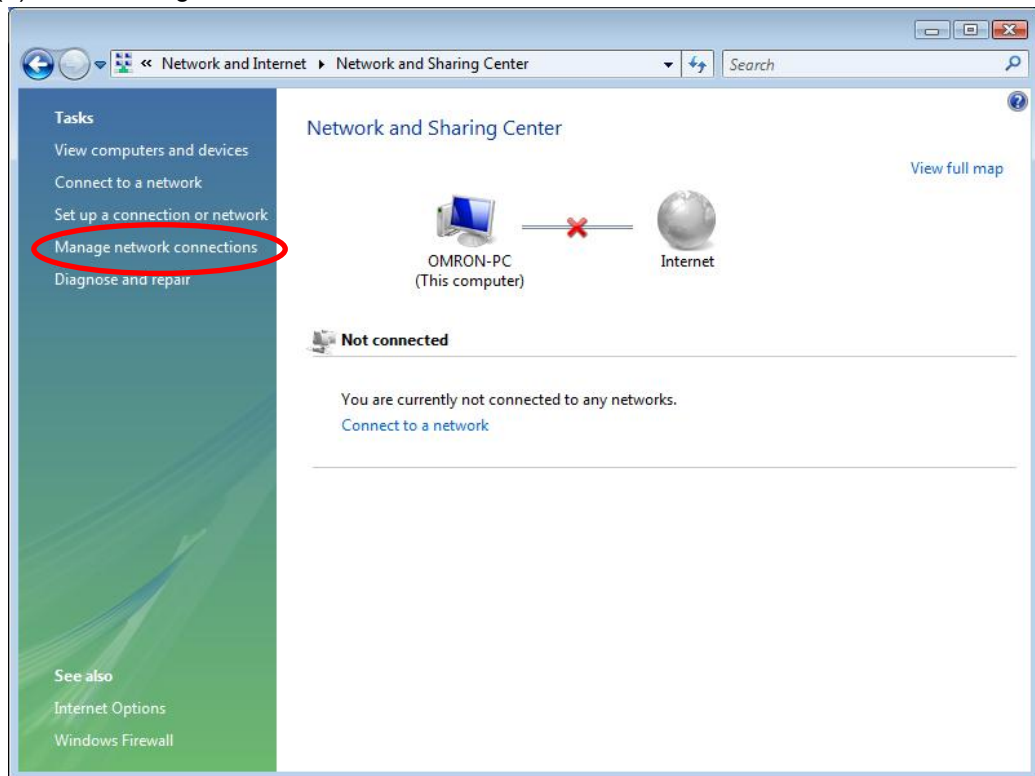 « Network and Internet ▸ Network and Sharing Center
Search
Tasks
View computers and devices
Connect to a network
Set up a connection or network
Manage network connections
Diagnose and repair
See also
Internet Options
Windows Firewall
Network and Sharing Center
View full map
OMRON-PC
(This computer)
Internet
Not connected
You are currently not connected to any networks.
Connect to a network